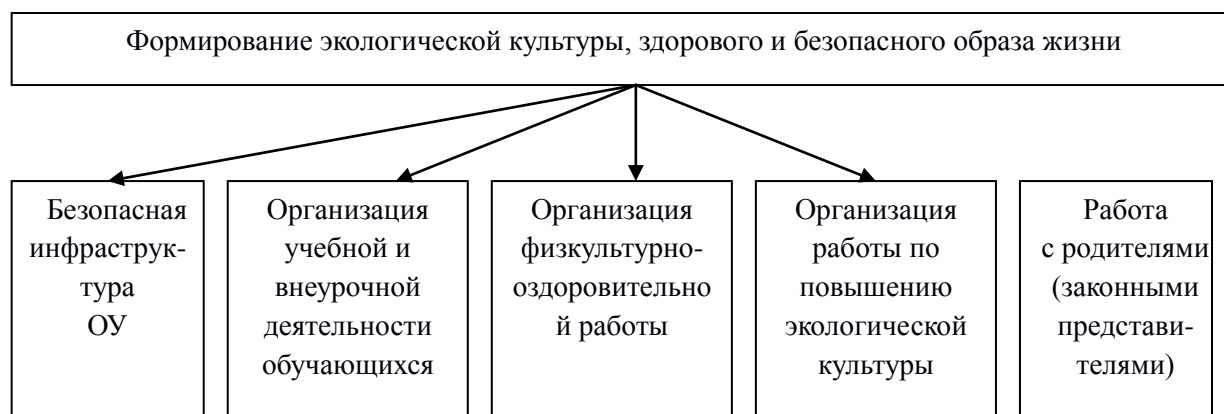 Формирование экологической культуры, здорового и безопасного образа жизни
Безопасная
инфраструк-
тура
ОУ
Организация
учебной и
внеурочной
деятельности
обучающихся
Организация
физкультурно-
оздоровительно
й работы
Организация
работы по
повышению
экологической
культуры
Работа
с родителями
(законными
представи-
телями)